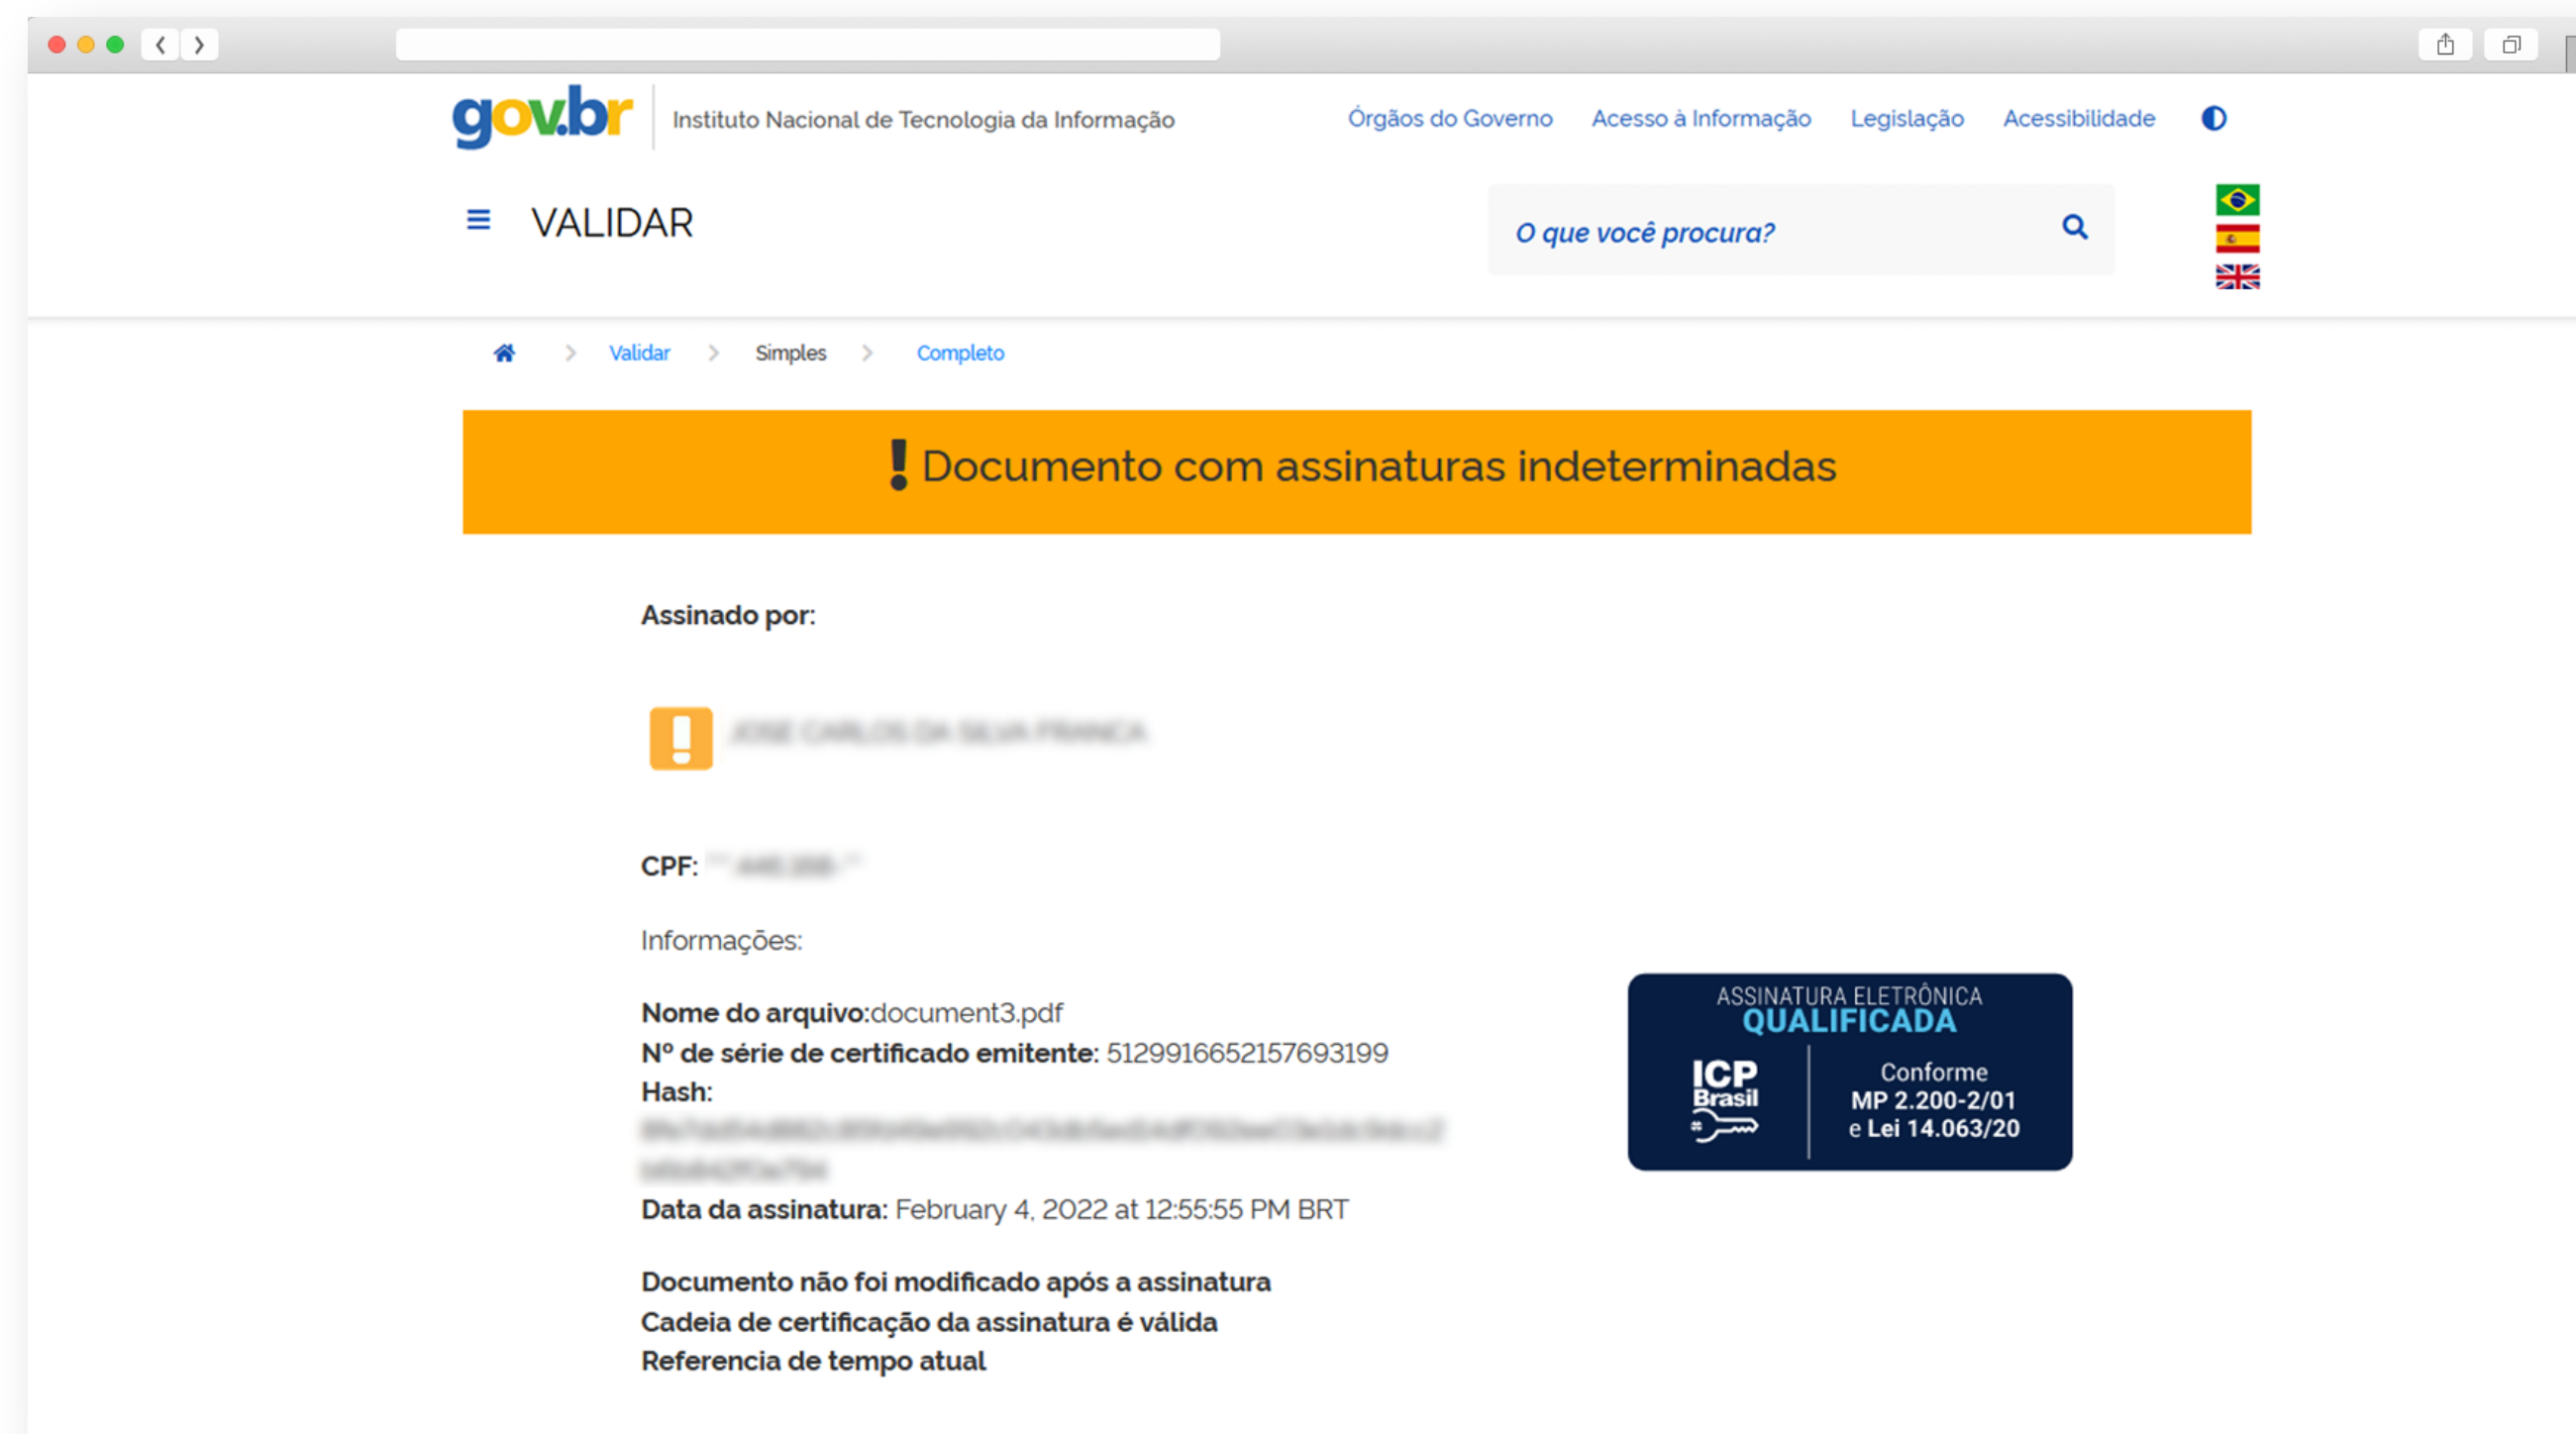 gov.br
Instituto Nacional de Tecnologia da Informação
Órgãos do Governo
Acesso à Informação
Legislação
Acessibilidade
VALIDAR
O que você procura?
Validar
Simples
Completo
Documento com assinaturas indeterminadas
Assinado por:
CPF:
Informações:
Nome do arquivo:document3.pdf
Nº de série de certificado emitente: 5129916652157693199
Hash:
Data da assinatura: February 4, 2022 at 12:55:55 PM BRT
Documento não foi modificado após a assinatura
Cadeia de certificação da assinatura é válida
Referencia de tempo atual
ASSINATURA ELETRÔNICA
QUALIFICADA
ICP
Brasil
Conforme
MP 2.200-2/01
e Lei 14.063/20